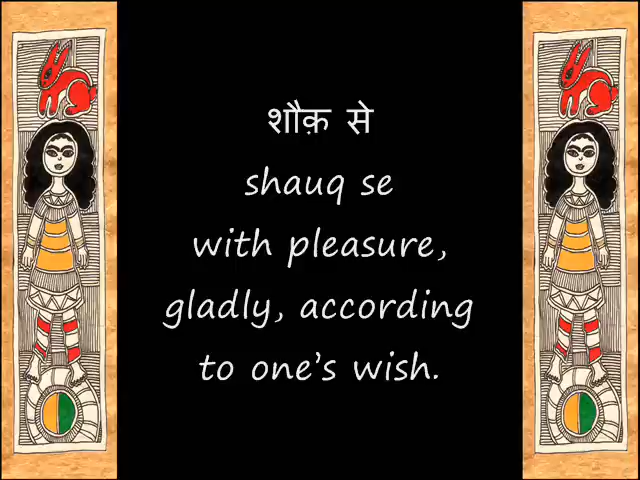 शौक़ से
shauq se
with pleasure,
gladly, according
to one's wish.